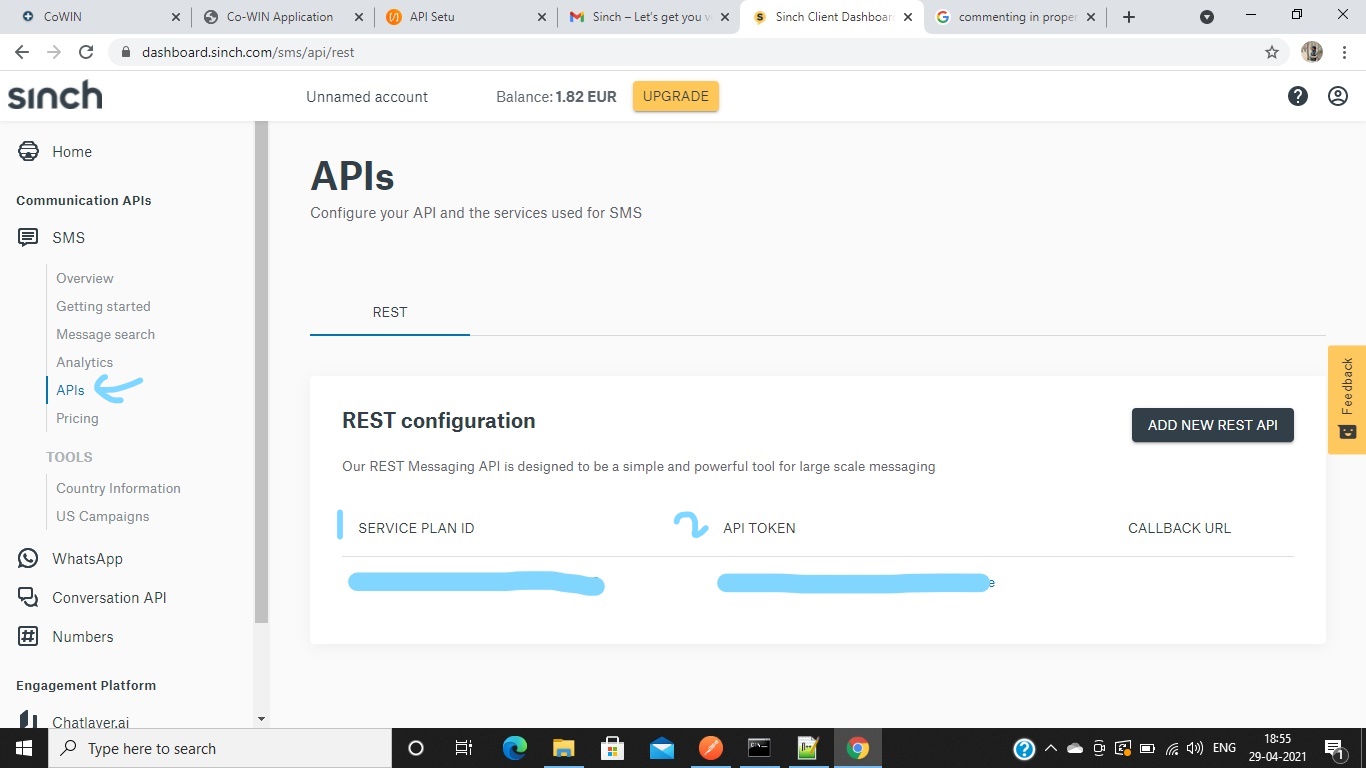 CoWIN
Co-WIN Application
API Setu
Sinch – Let's get you v
Sinch Client Dashboar
commenting in prope
dashboard.sinch.com/sms/api/rest
sinch
Unnamed account
Balance: 1.82 EUR
UPGRADE
Home
Communication APIs
SMS
Overview
Getting started
Message search
Analytics
APIs
Pricing
TOOLS
Country Information
US Campaigns
WhatsApp
Conversation API
Numbers
Engagement Platform
Chatlayer.ai
APIs
Configure your API and the services used for SMS
REST
REST configuration
ADD NEW REST API
Our REST Messaging API is designed to be a simple and powerful tool for large scale messaging
1 SERVICE PLAN ID
2 API TOKEN
CALLBACK URL
e
Feedback
Type here to search
ENG
18:55
29-04-2021
1